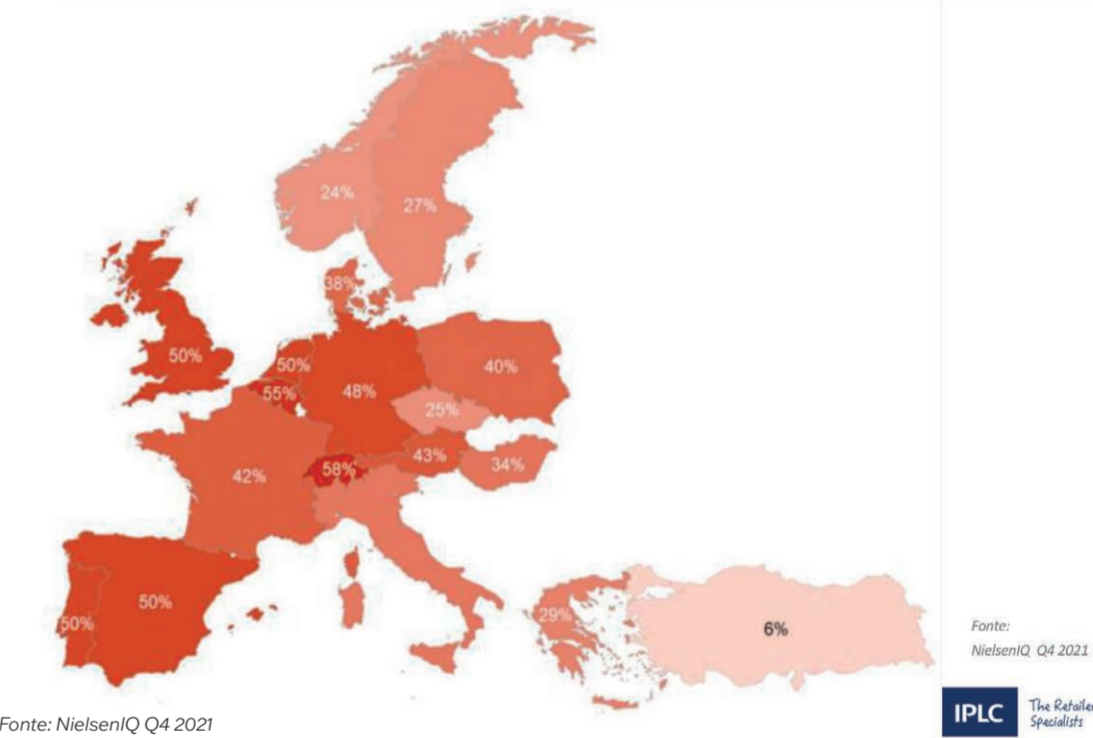 24%
27%
38%
50%
50%
40%
55%
48%
25%
42%
58%
43%
34%
50%
50%
29%
6%
Fonte:
NielsenIQ Q4 2021
IPLC
The Retailer
Specialists
Fonte: NielsenIQ Q4 2021